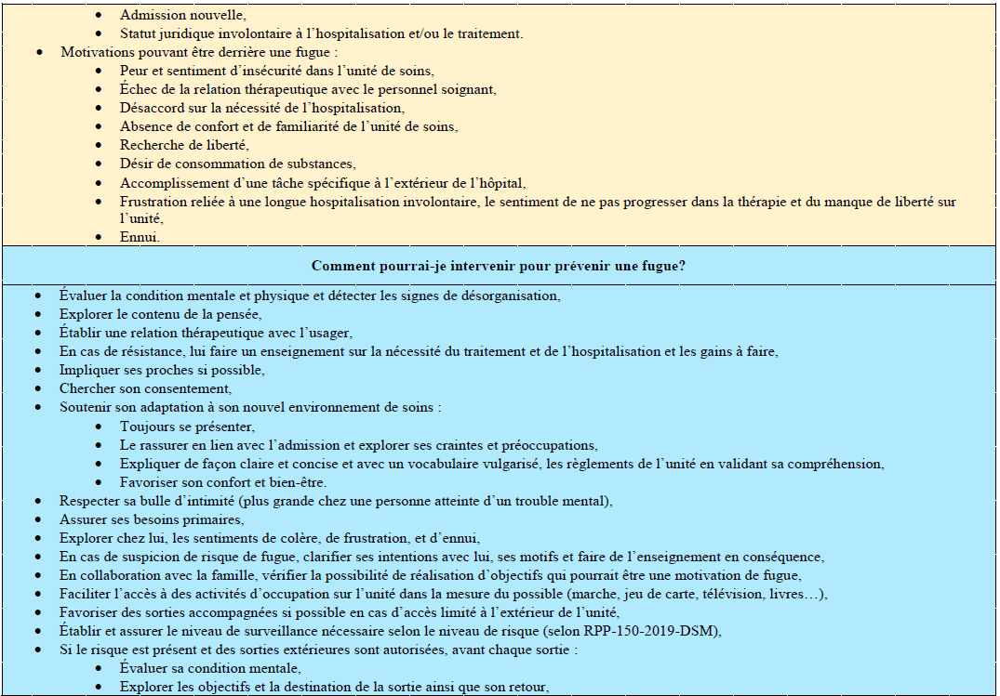 • Admission nouvelle,
• Statut juridique involontaire à l’hospitalisation et/ou le traitement.
• Motivations pouvant être derrière une fugue :
• Peur et sentiment d’insécurité dans l’unité de soins,
• Échec de la relation thérapeutique avec le personnel soignant,
• Désaccord sur la nécessité de l’hospitalisation,
• Absence de confort et de familiarité de l’unité de soins,
• Recherche de liberté,
• Désir de consommation de substances,
• Accomplissement d’une tâche spécifique à l’extérieur de l’hôpital,
• Frustration reliée à une longue hospitalisation involontaire, le sentiment de ne pas progresser dans la thérapie et du manque de liberté sur
l’unité,
• Ennui.
Comment pourrai-je intervenir pour prévenir une fugue?
• Évaluer la condition mentale et physique et détecter les signes de désorganisation,
• Explorer le contenu de la pensée,
• Établir une relation thérapeutique avec l’usager,
• En cas de résistance, lui faire un enseignement sur la nécessité du traitement et de l’hospitalisation et les gains à faire,
• Impliquer ses proches si possible,
• Chercher son consentement,
• Soutenir son adaptation à son nouvel environnement de soins :
• Toujours se présenter,
• Le rassurer en lien avec l’admission et explorer ses craintes et préoccupations,
• Expliquer de façon claire et concise et avec un vocabulaire vulgarisé, les règlements de l’unité en validant sa compréhension,
• Favoriser son confort et bien-être.
• Respecter sa bulle d’intimité (plus grande chez une personne atteinte d’un trouble mental),
• Assurer ses besoins primaires,
• Explorer chez lui, les sentiments de colère, de frustration, et d’ennui,
• En cas de suspicion de risque de fugue, clarifier ses intentions avec lui, ses motifs et faire de l’enseignement en conséquence,
• En collaboration avec la famille, vérifier la possibilité de réalisation d’objectifs qui pourrait être une motivation de fugue,
• Faciliter l’accès à des activités d’occupation sur l’unité dans la mesure du possible (marche, jeu de carte, télévision, livres…),
• Favoriser des sorties accompagnées si possible en cas d’accès limité à l’extérieur de l’unité,
• Établir et assurer le niveau de surveillance nécessaire selon le niveau de risque (selon RPP-150-2019-DSM),
• Si le risque est présent et des sorties extérieures sont autorisées, avant chaque sortie :
• Évaluer sa condition mentale,
• Explorer les objectifs et la destination de la sortie ainsi que son retour,